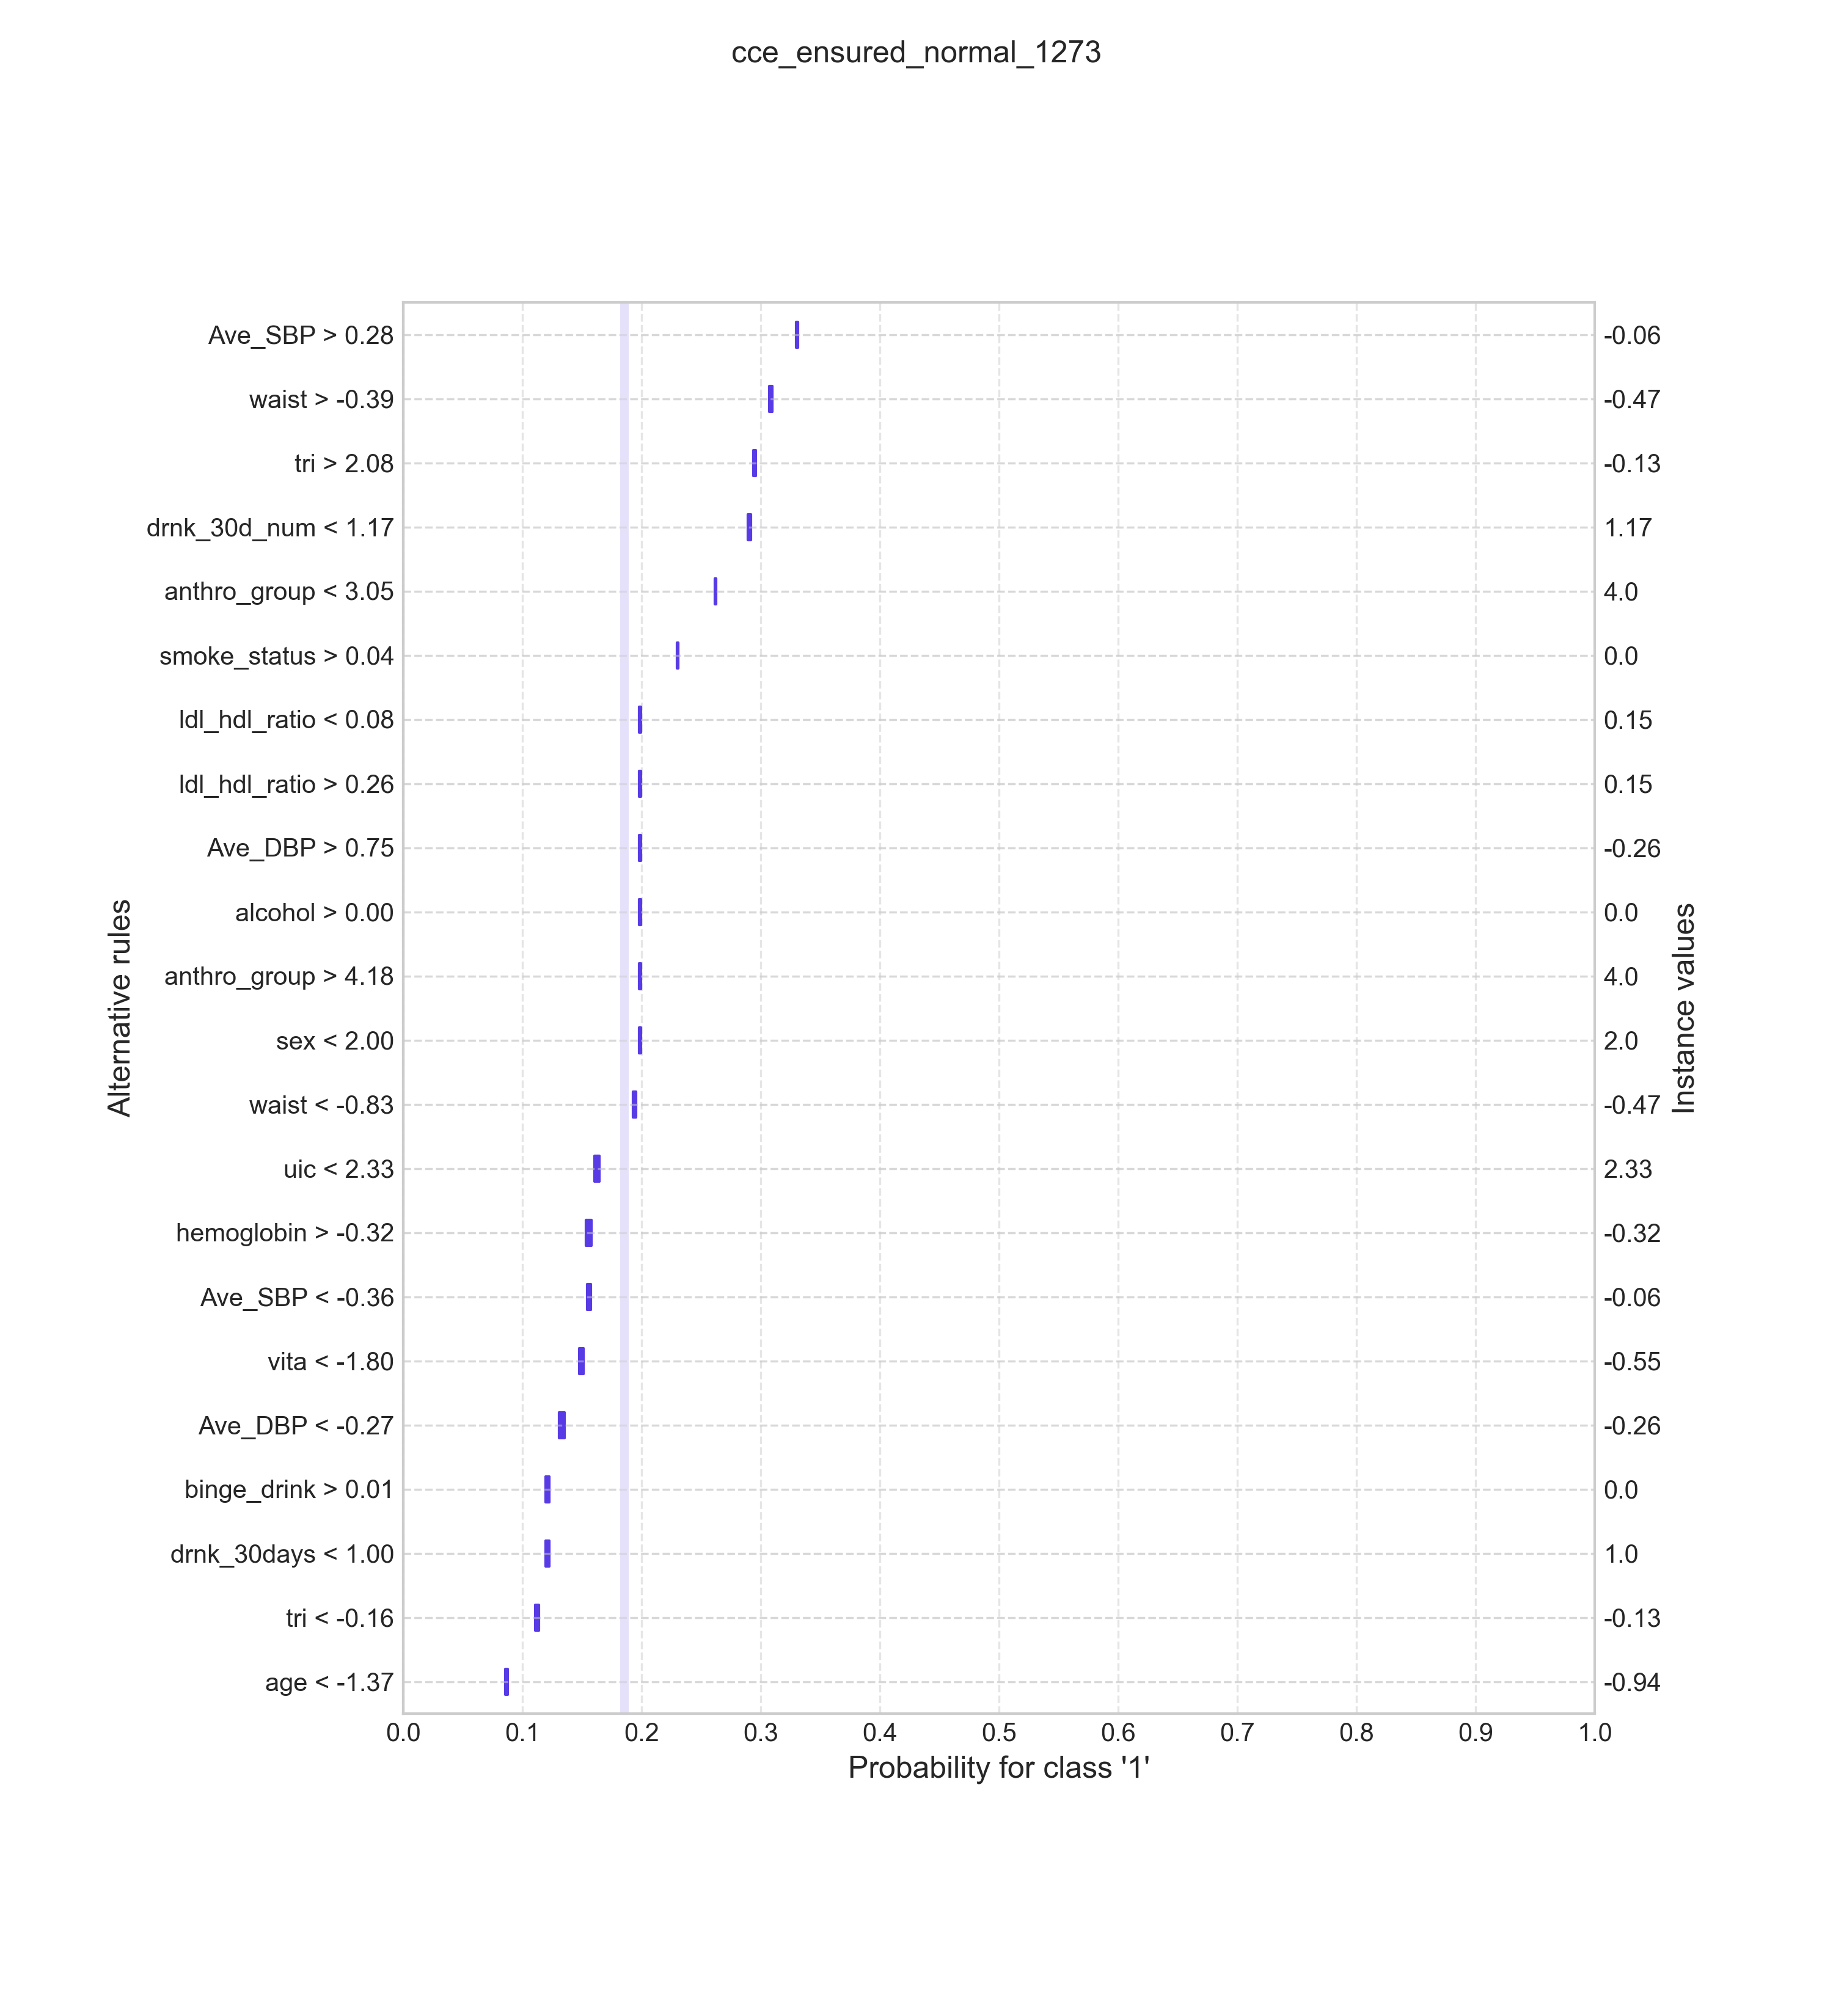 cce_ensured_normal_1273
Ave_SBP > 0.28 -0.06
waist > -0.39 -0.47
tri > 2.08 -0.13
drnk_30d_num < 1.17 1.17
anthro_group < 3.05 4.0
smoke_status > 0.04 0.0
ldl_hdl_ratio < 0.08 0.15
ldl_hdl_ratio > 0.26 0.15
Ave_DBP > 0.75 -0.26
alcohol > 0.00 0.0
anthro_group > 4.18 4.0
sex < 2.00 2.0
waist < -0.83 -0.47
uic < 2.33 2.33
hemoglobin > -0.32 -0.32
Ave_SBP < -0.36 -0.06
vita < -1.80 -0.55
Ave_DBP < -0.27 -0.26
binge_drink > 0.01 0.0
drnk_30days < 1.00 1.0
tri < -0.16 -0.13
age < -1.37 -0.94
Alternative rules
Instance values
0.0 0.1 0.2 0.3 0.4 0.5 0.6 0.7 0.8 0.9 1.0
Probability for class '1'